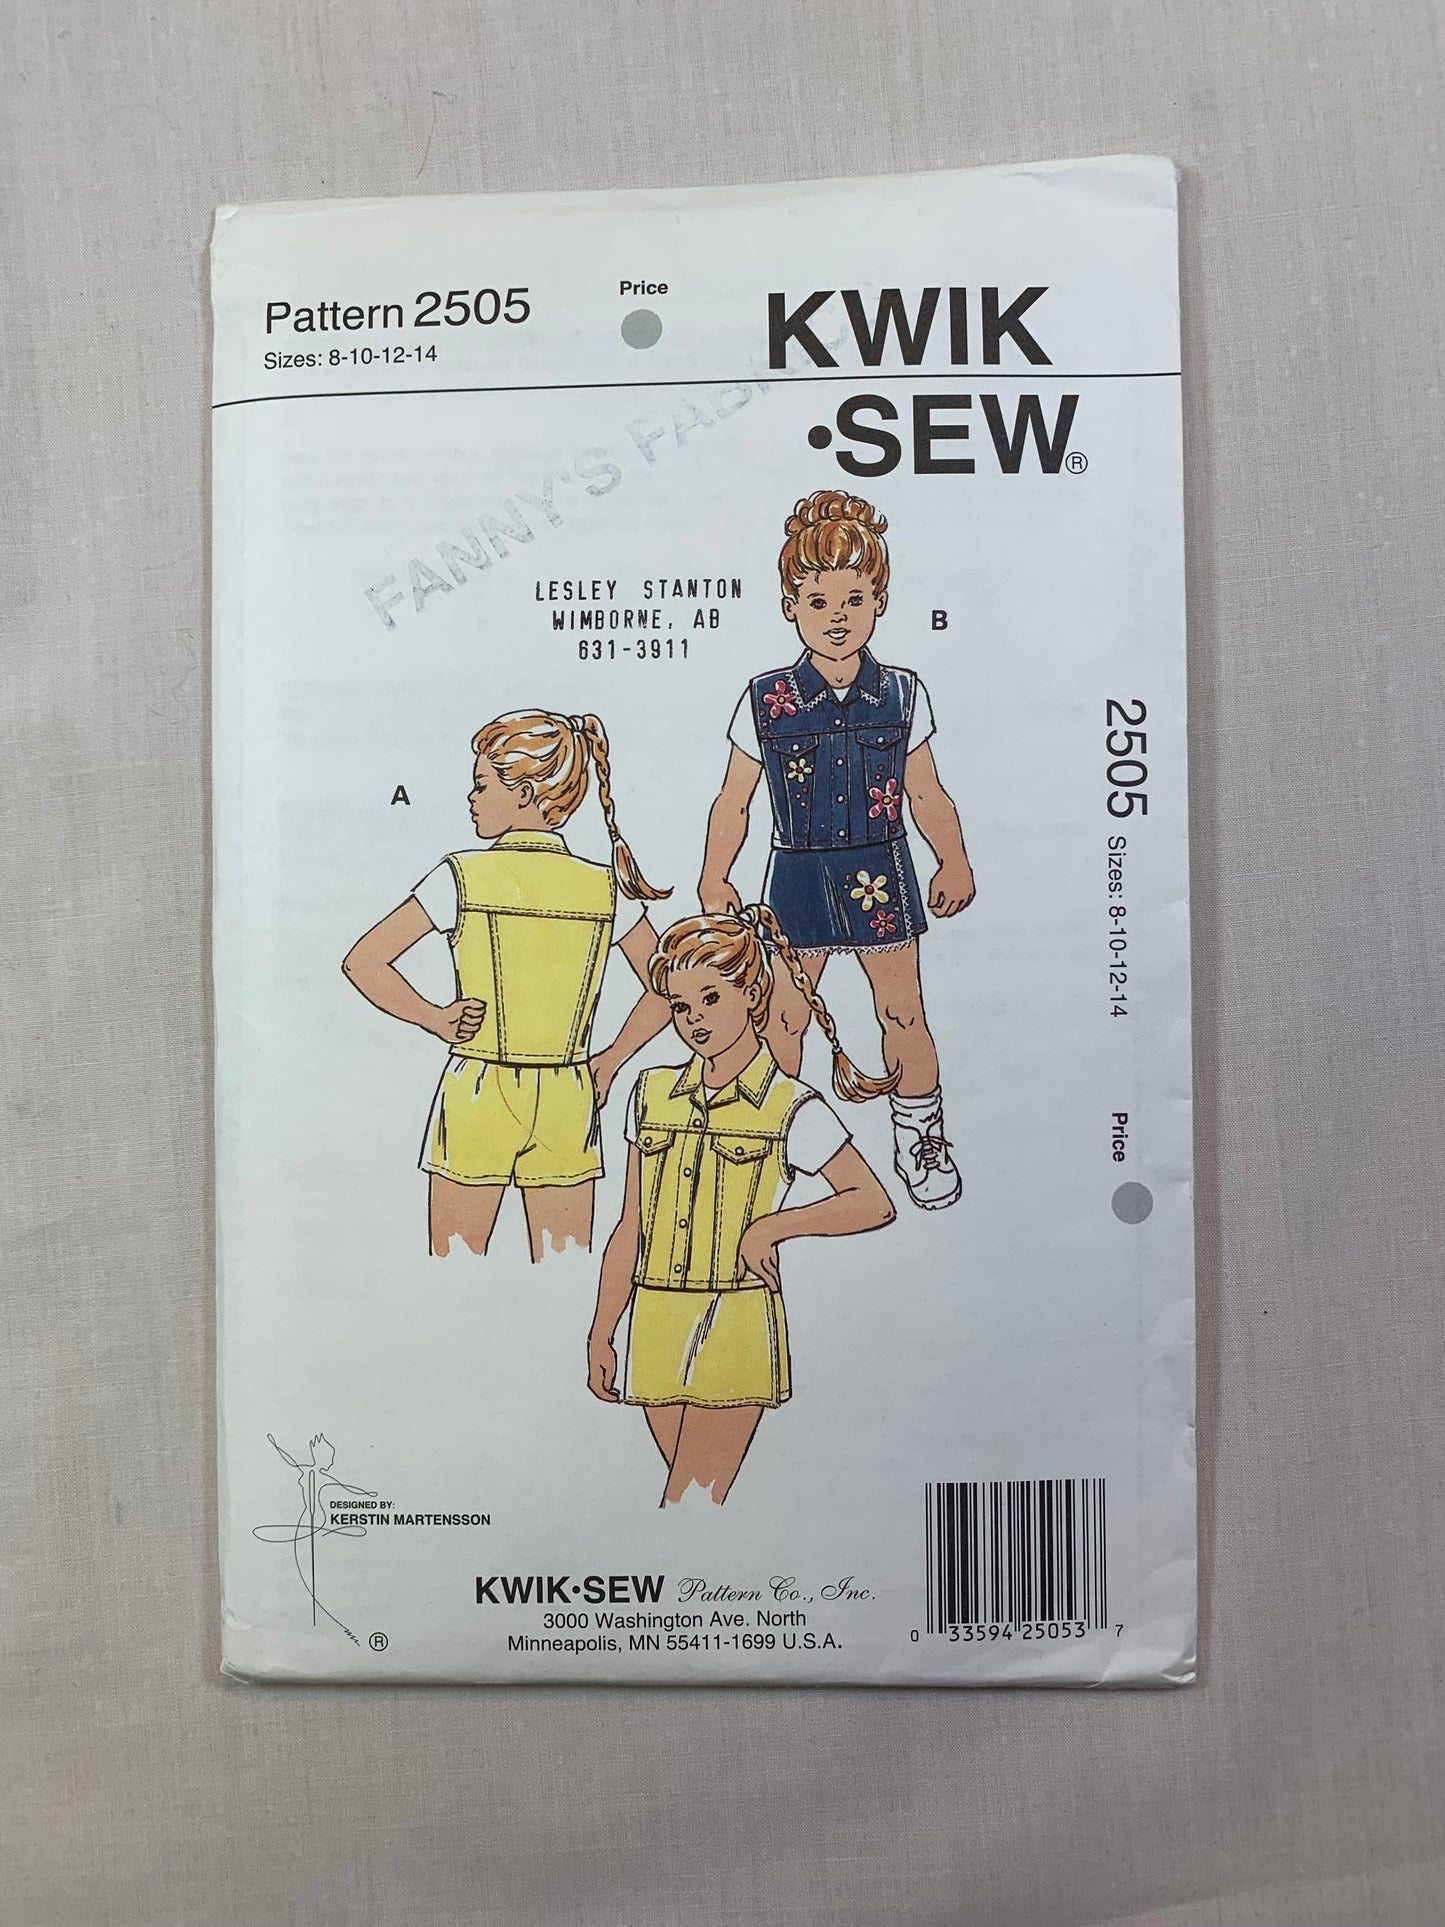 Pattern 2505
Sizes: 8-10-12-14
Price
KWIK
•SEW®
FANNY'S
LESLEY STANTON
WIMBORNE, AB
631-3911
A
B
2505 Sizes: 8-10-12-14
Price
DESIGNED BY:
KERSTIN MARTENSSON
®
KWIK•SEW Pattern Co., Inc.
3000 Washington Ave. North
Minneapolis, MN 55411-1699 U.S.A.
0 33594 25053 7